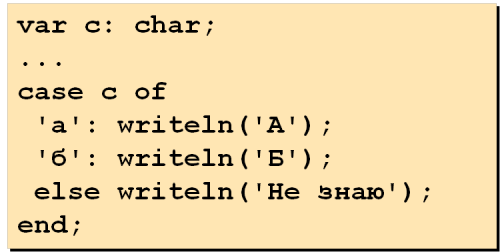 var c: char;
...
case c of
'а': writeln('А');
'б': writeln('Б');
else writeln('Не знаю');
end;